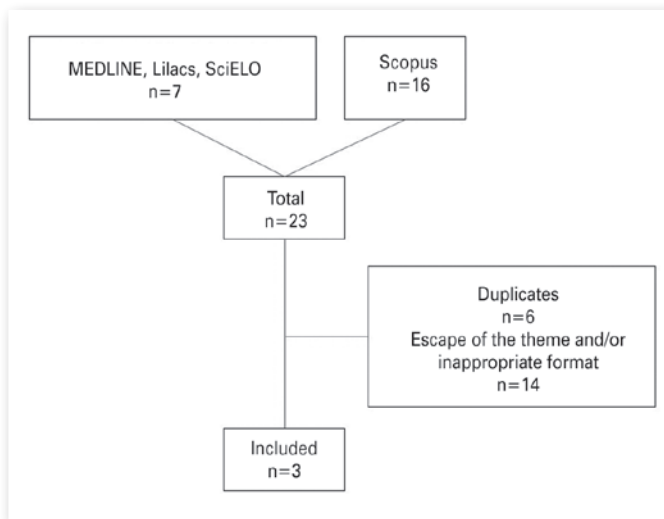 MEDLINE, Lilacs, SciELO
n=7
Scopus
n=16
Total
n=23
Duplicates
n=6
Escape of the theme and/or
inappropriate format
n=14
Included
n=3